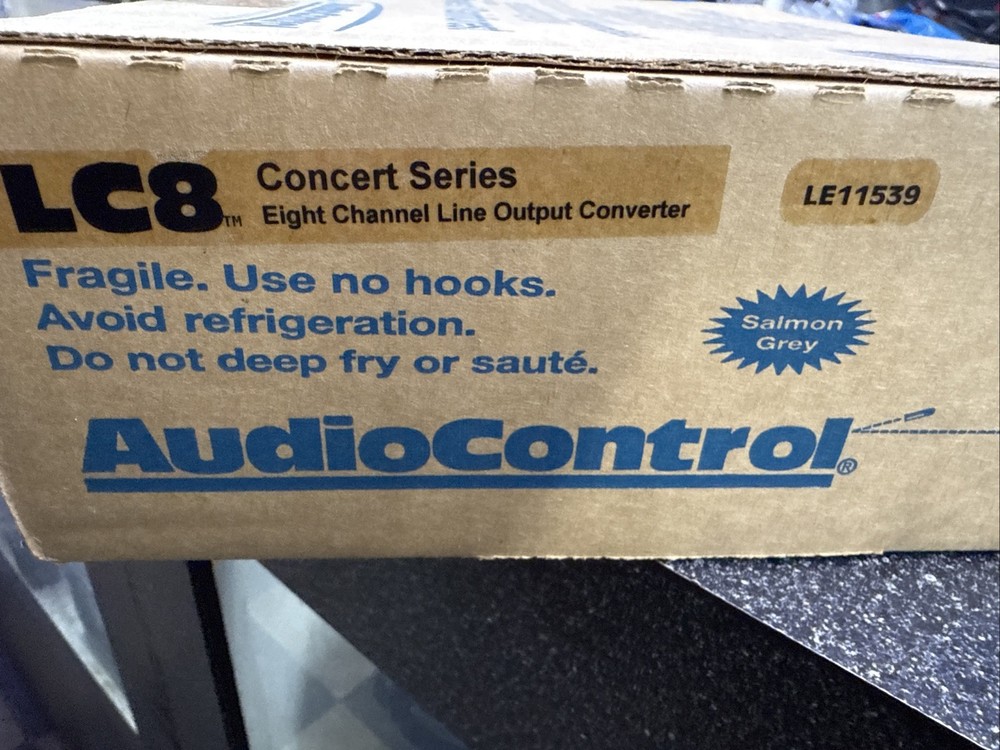 LC8™ Concert Series
Eight Channel Line Output Converter
LE11539
Fragile. Use no hooks.
Avoid refrigeration.
Do not deep fry or sauté.
Salmon
Grey
AudioControl®